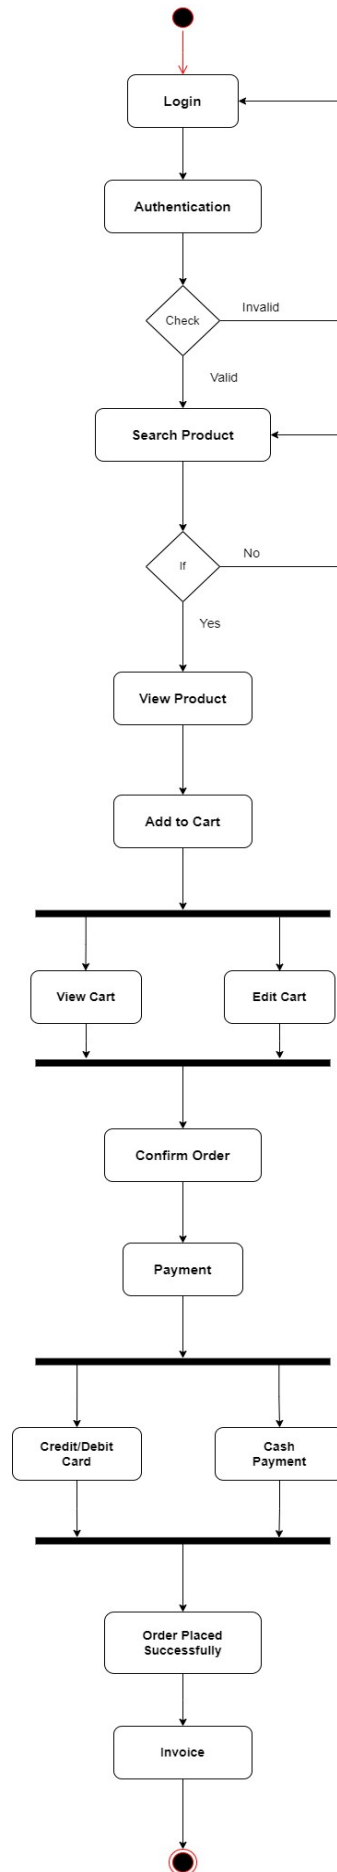 Login
Authentication
Check
Invalid
Valid
Search Product
If
No
Yes
View Product
Add to Cart
View Cart
Edit Cart
Confirm Order
Payment
Credit/Debit
Card
Cash
Payment
Order Placed
Successfully
Invoice